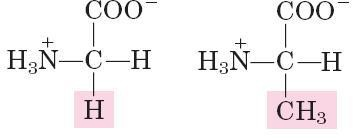 COO⁻ COO⁻
+ +
H₃N—C—H H₃N—C—H
H CH₃